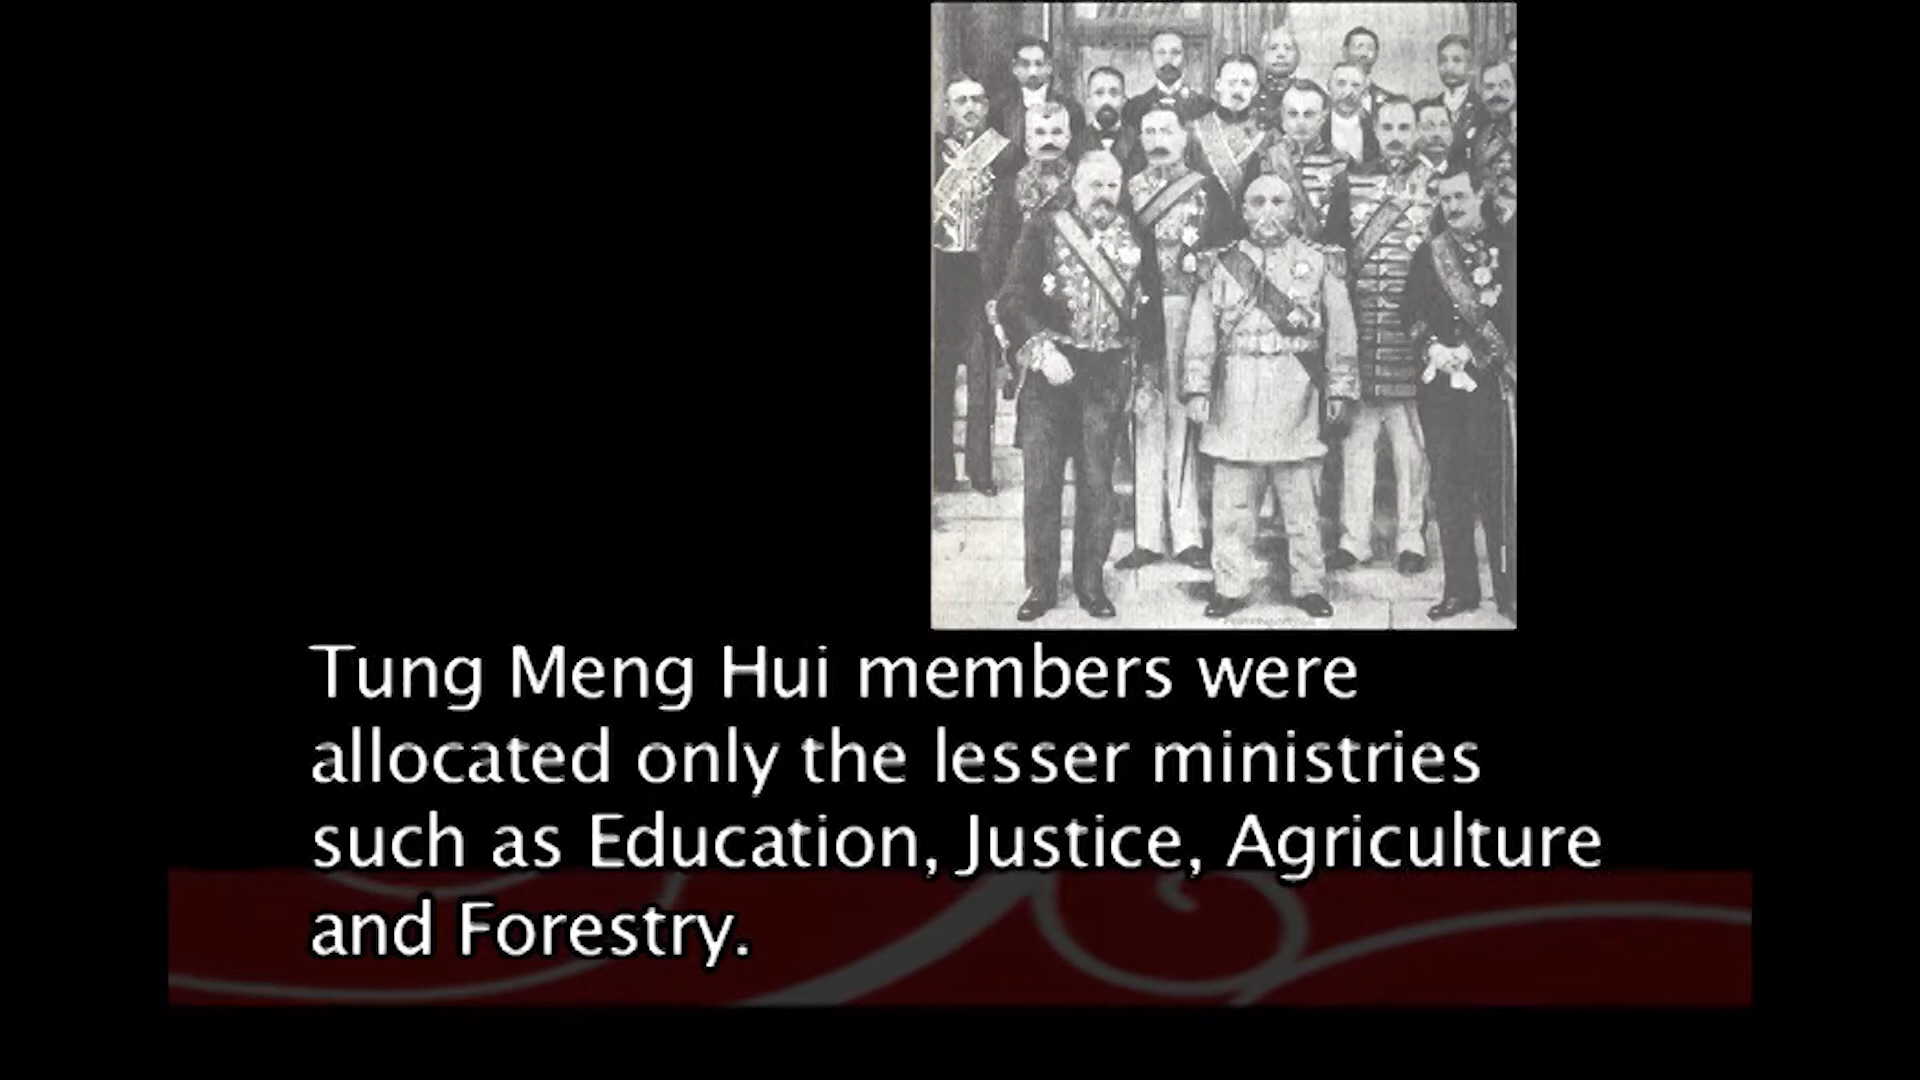 Tung Meng Hui members were
allocated only the lesser ministries
such as Education, Justice, Agriculture
and Forestry.